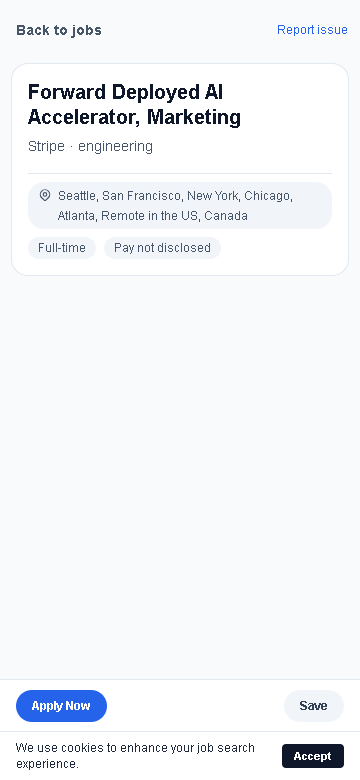 Back to jobs
Report issue
Forward Deployed AI
Accelerator, Marketing
Stripe · engineering
Seattle, San Francisco, New York, Chicago,
Atlanta, Remote in the US, Canada
Full-time
Pay not disclosed
Apply Now
Save
We use cookies to enhance your job search
experience.
Accept